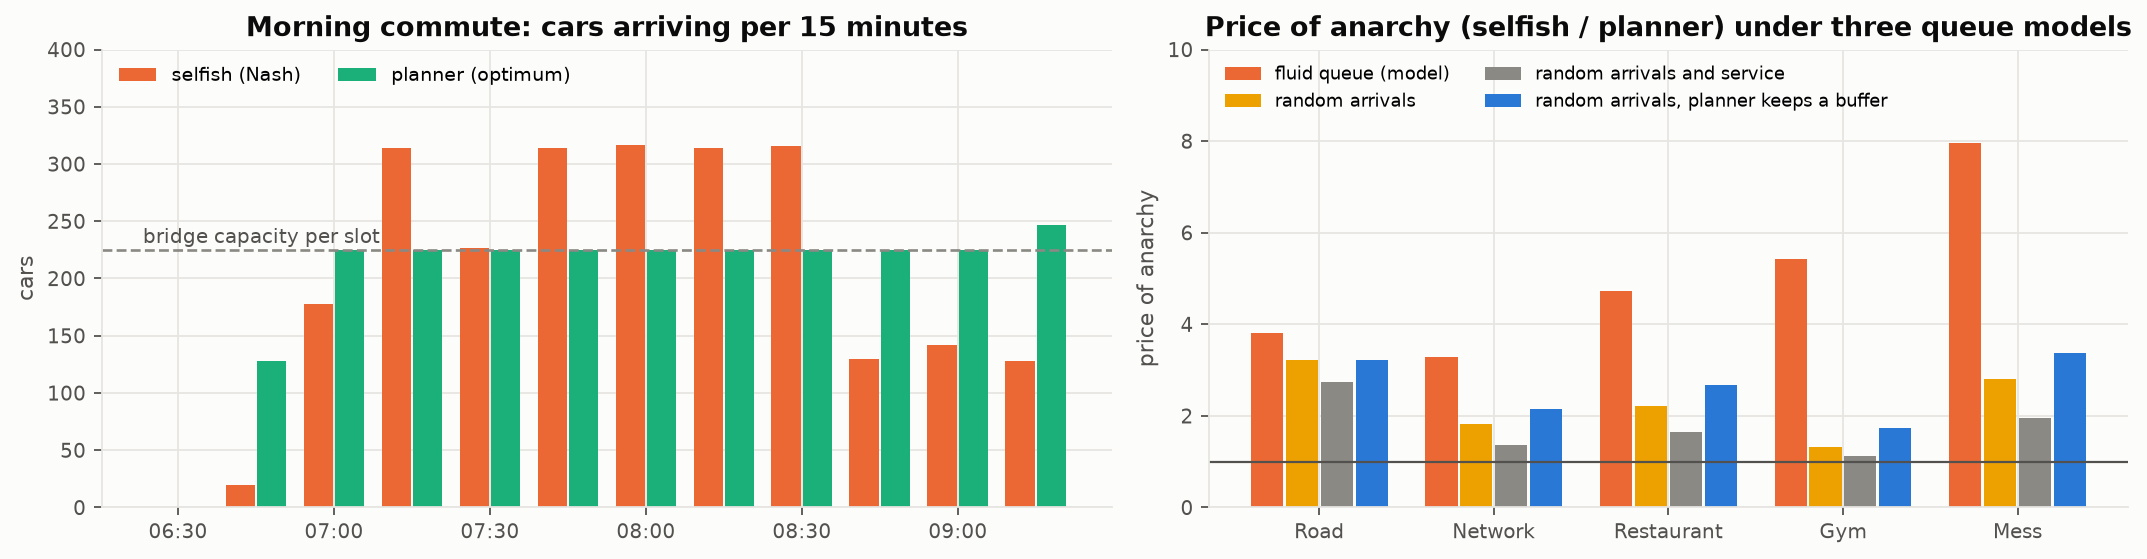 Morning commute: cars arriving per 15 minutes
selfish (Nash)
planner (optimum)
bridge capacity per slot
cars
400
350
300
250
200
150
100
50
0
06:30
07:00
07:30
08:00
08:30
09:00
Price of anarchy (selfish / planner) under three queue models
fluid queue (model)
random arrivals
random arrivals and service
random arrivals, planner keeps a buffer
price of anarchy
10
8
6
4
2
0
Road
Network
Restaurant
Gym
Mess